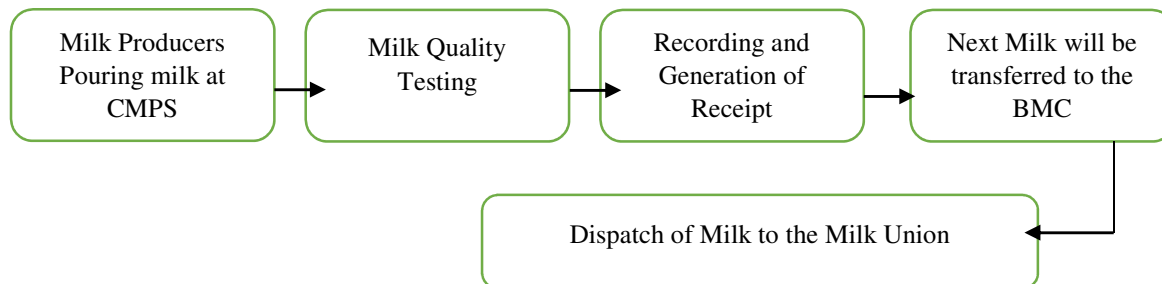 Milk Producers
Pouring milk at
CMPS
Milk Quality
Testing
Recording and
Generation of
Receipt
Next Milk will be
transferred to the
BMC
Dispatch of Milk to the Milk Union